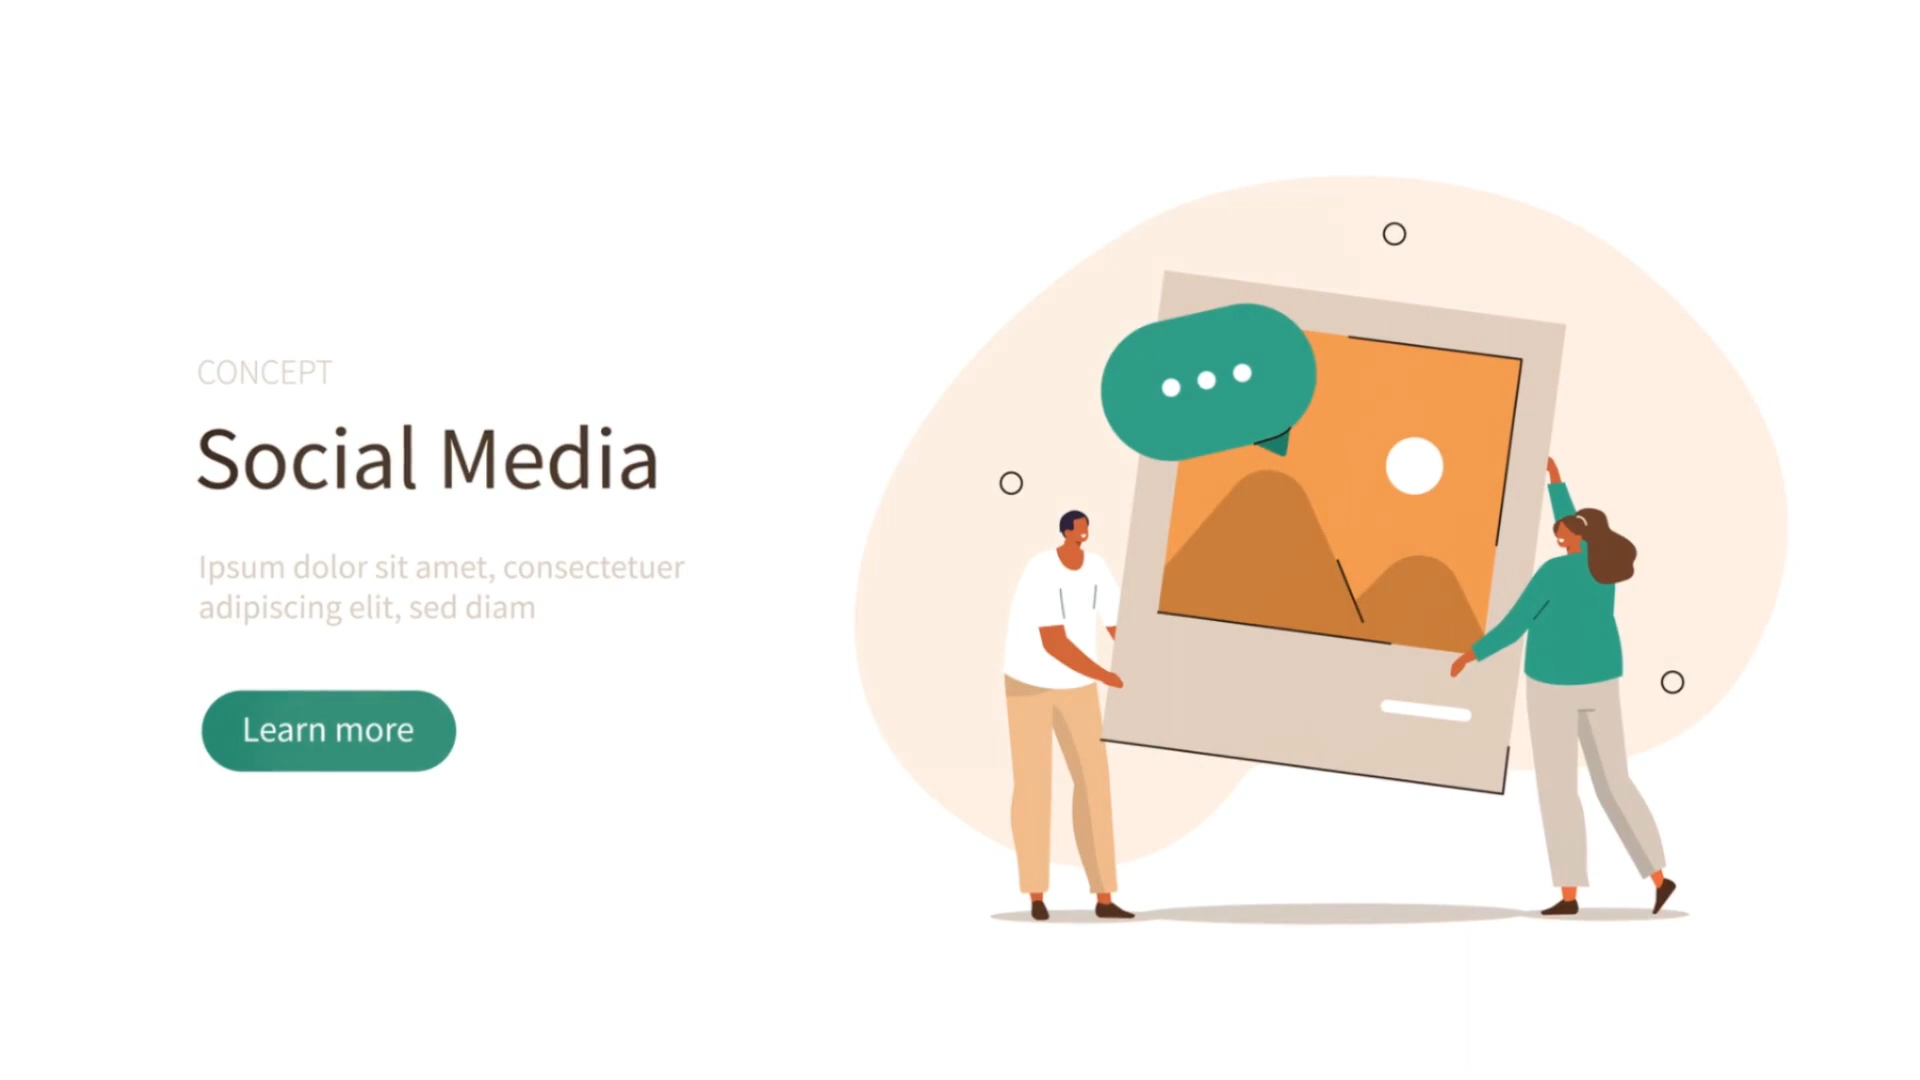 CONCEPT
Social Media
Ipsum dolor sit amet, consectetuer
adipiscing elit, sed diam
Learn more